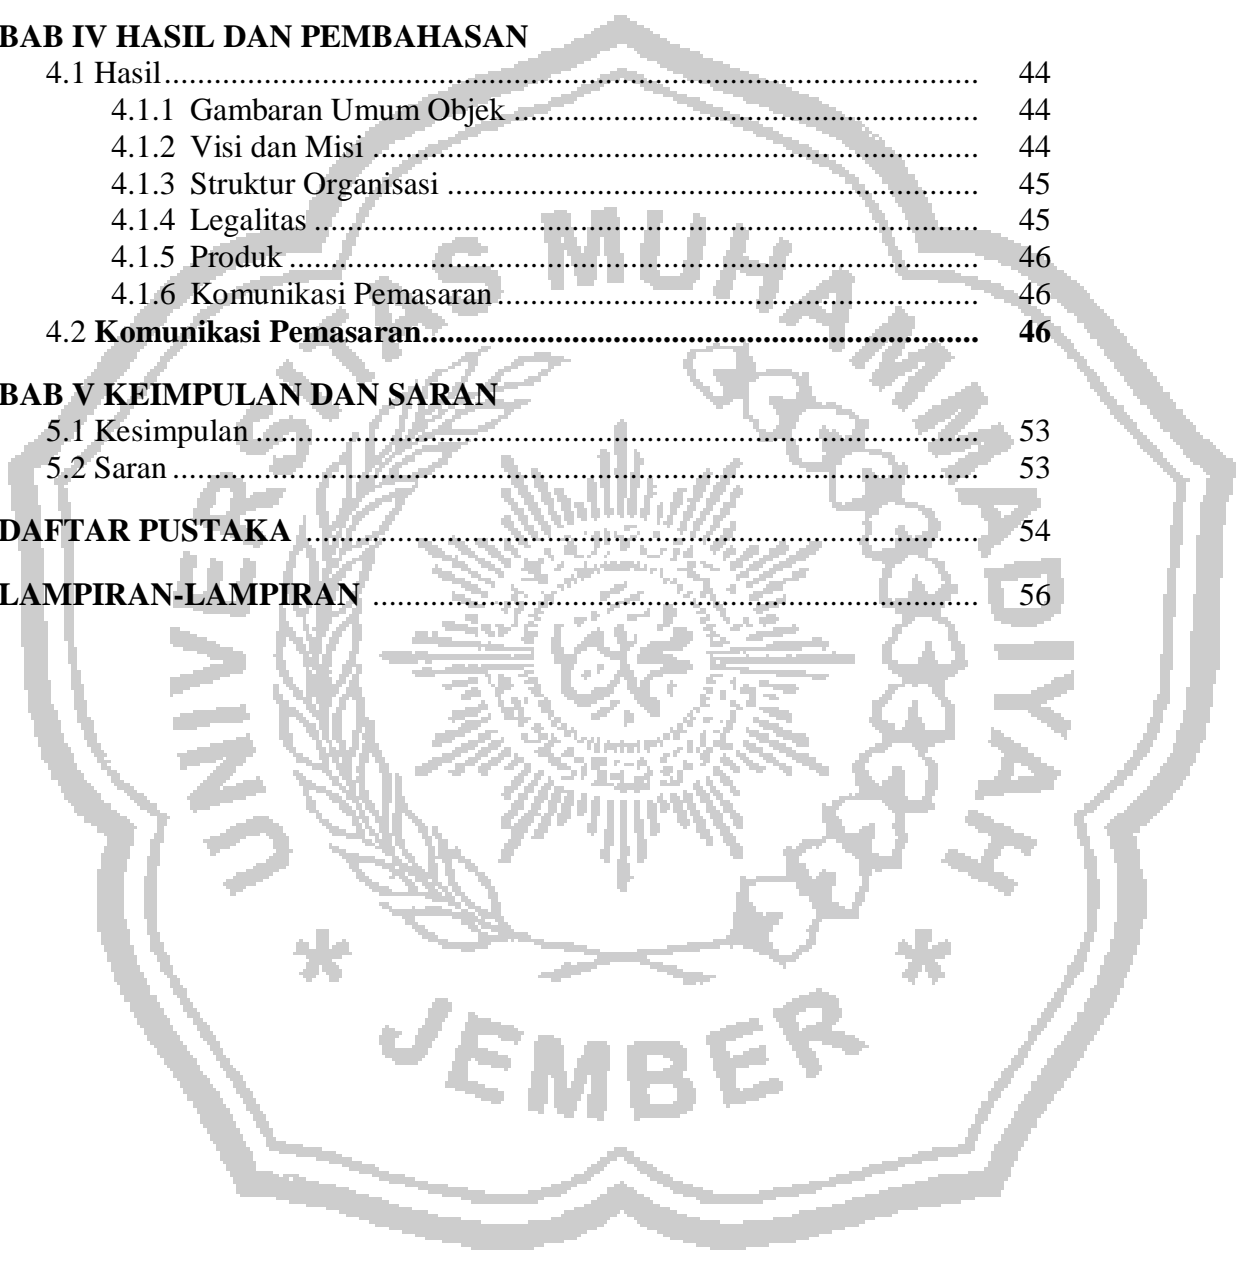 BAB IV HASIL DAN PEMBAHASAN
4.1 Hasil.................................................................................................. 44
4.1.1 Gambaran Umum Objek ........................................................ 44
4.1.2 Visi dan Misi ......................................................................... 44
4.1.3 Struktur Organisasi ................................................................ 45
4.1.4 Legalitas ................................................................................ 45
4.1.5 Produk ................................................................................... 46
4.1.6 Komunikasi Pemasaran .......................................................... 46
4.2 Komunikasi Pemasaran................................................................... 46
BAB V KEIMPULAN DAN SARAN
5.1 Kesimpulan ....................................................................................... 53
5.2 Saran ................................................................................................. 53
DAFTAR PUSTAKA ................................................................................. 54
LAMPIRAN-LAMPIRAN ......................................................................... 56
UNIVERSITAS MUHAMMADIYAH
* JEMBER *